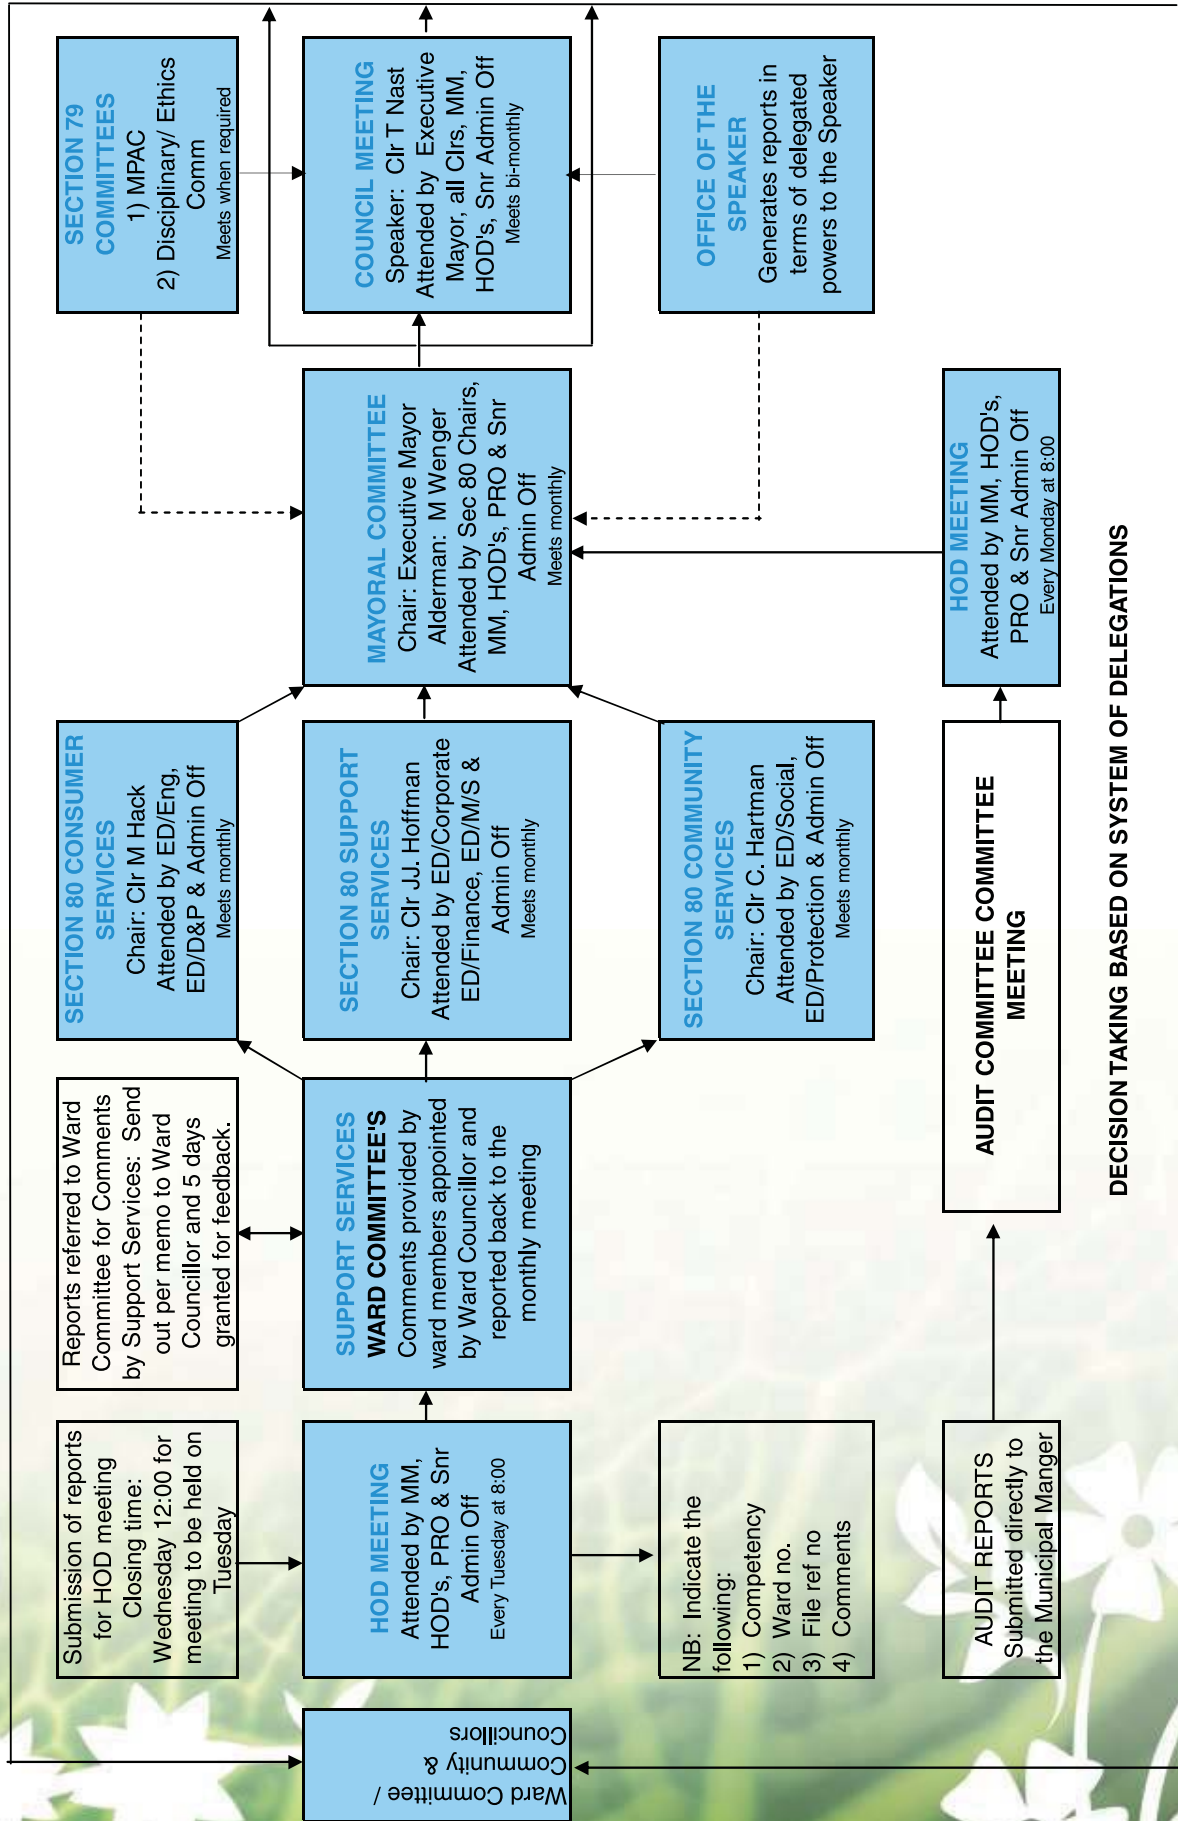 Ward Committee /
Community &
Councillors
Submission of reports
for HOD meeting
Closing time:
Wednesday 12:00 for
meeting to be held on
Tuesday
HOD MEETING
Attended by MM,
HOD's, PRO & Snr
Admin Off
Every Tuesday at 8:00
NB: Indicate the
following:
1) Competency
2) Ward no.
3) File ref no
4) Comments
AUDIT REPORTS
Submitted directly to
the Municipal Manger
Reports referred to Ward
Committee for Comments
by Support Services: Send
out per memo to Ward
Councillor and 5 days
granted for feedback.
SUPPORT SERVICES
WARD COMMITTEE'S
Comments provided by
ward members appointed
by Ward Councillor and
reported back to the
monthly meeting
SECTION 80 CONSUMER
SERVICES
Chair: Clr M Hack
Attended by ED/Eng,
ED/D&P & Admin Off
Meets monthly
SECTION 80 SUPPORT
SERVICES
Chair: Clr JJ. Hoffman
Attended by ED/Corporate
ED/Finance, ED/M/S &
Admin Off
Meets monthly
SECTION 80 COMMUNITY
SERVICES
Chair: Clr C. Hartman
Attended by ED/Social,
ED/Protection & Admin Off
Meets monthly
AUDIT COMMITTEE COMMITTEE
MEETING
MAYORAL COMMITTEE
Chair: Executive Mayor
Alderman: M Wenger
Attended by Sec 80 Chairs,
MM, HOD's, PRO & Snr
Admin Off
Meets monthly
HOD MEETING
Attended by MM, HOD's,
PRO & Snr Admin Off
Every Monday at 8:00
SECTION 79
COMMITTEES
1) MPAC
2) Disciplinary/ Ethics
Comm
Meets when required
COUNCIL MEETING
Speaker: Clr T Nast
Attended by Executive
Mayor, all Clrs, MM,
HOD's, Snr Admin Off
Meets bi-monthly
OFFICE OF THE
SPEAKER
Generates reports in
terms of delegated
powers to the Speaker
DECISION TAKING BASED ON SYSTEM OF DELEGATIONS